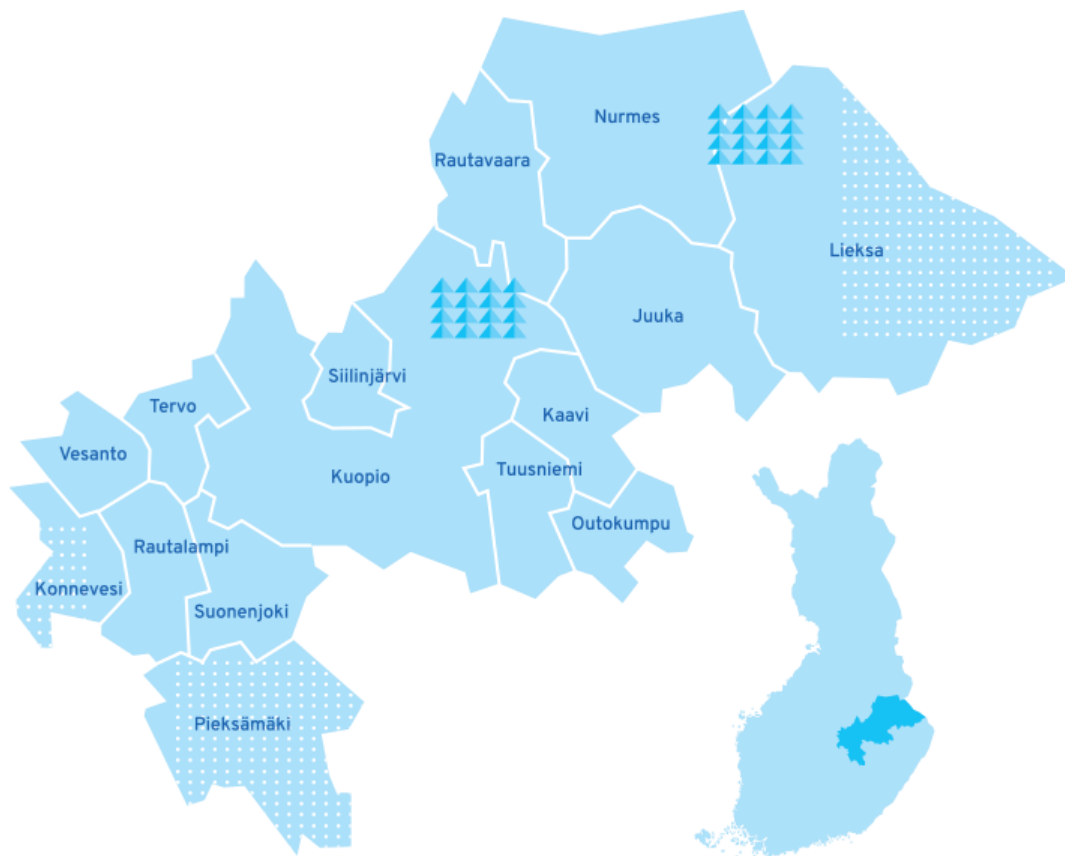 Nurmes
Rautavaara
Lieksa
Juuka
Siilinjärvi
Tervo
Kaavi
Vesanto
Tuusniemi
Kuopio
Outokumpu
Rautalampi
Konnevesi
Suonenjoki
Pieksämäki